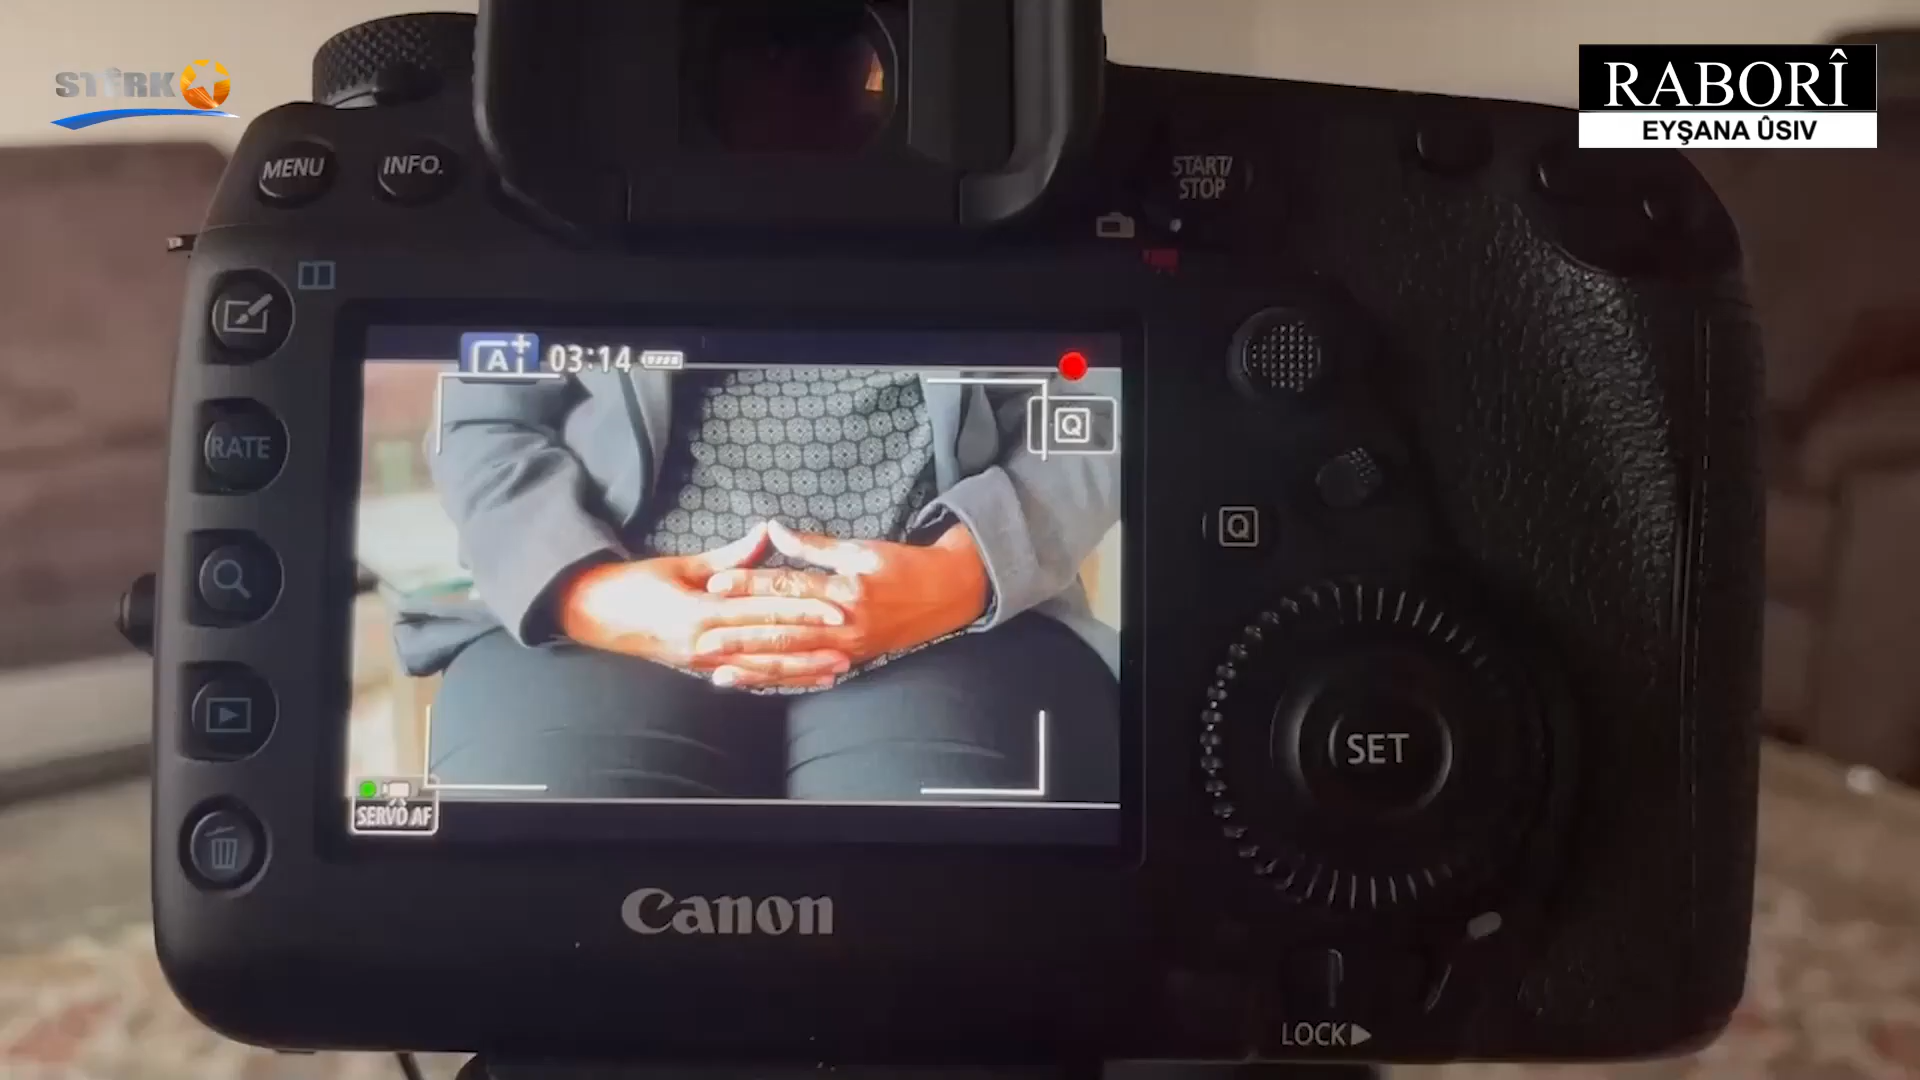 STÊRK
RABORÎ
EYŞANA ÛSIV
MENU
INFO.
START/
STOP
A+
03:14
Q
RATE
Q
SET
SERVO AF
Canon
LOCK